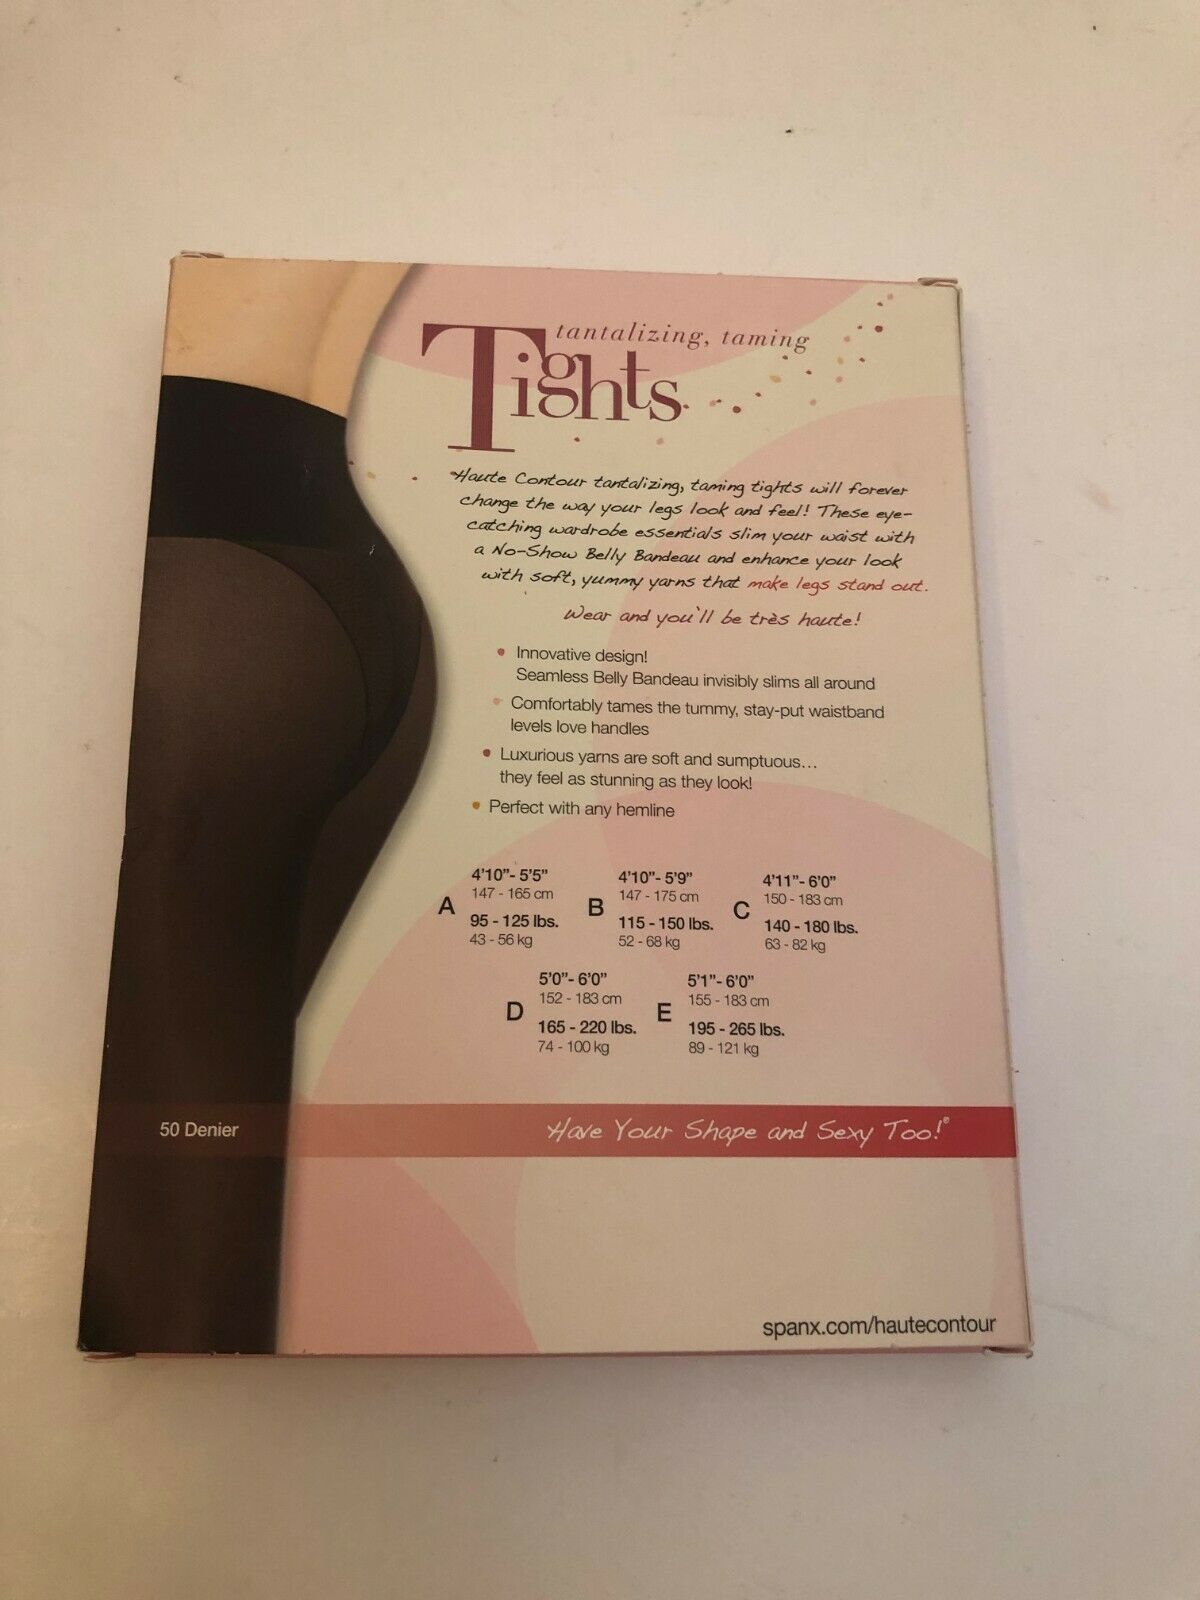 tantalizing, taming
Tights
Haute Contour tantalizing, taming tights will forever
change the way your legs look and feel! These eye-
catching wardrobe essentials slim your waist with
a No-Show Belly Bandeau and enhance your look
with soft, yummy yarns that make legs stand out.
Wear and you'll be très haute!
• Innovative design!
Seamless Belly Bandeau invisibly slims all around
• Comfortably tames the tummy, stay-put waistband
levels love handles
• Luxurious yarns are soft and sumptuous...
they feel as stunning as they look!
• Perfect with any hemline
A
4'10"- 5'5"
147 - 165 cm
95 - 125 lbs.
43 - 56 kg
B
4'10"- 5'9"
147 - 175 cm
115 - 150 lbs.
52 - 68 kg
C
4'11"- 6'0"
150 - 183 cm
140 - 180 lbs.
63 - 82 kg
D
5'0"- 6'0"
152 - 183 cm
165 - 220 lbs.
74 - 100 kg
E
5'1"- 6'0"
155 - 183 cm
195 - 265 lbs.
89 - 121 kg
50 Denier
Have Your Shape and Sexy Too!®
spanx.com/hautecontour